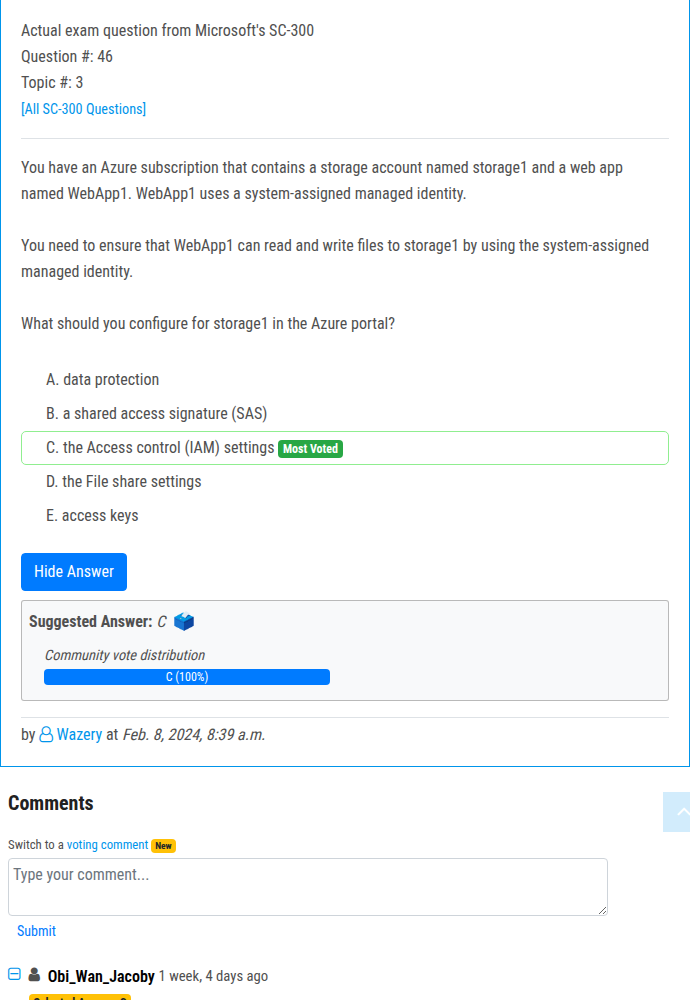 Actual exam question from Microsoft's SC-300
Question #: 46
Topic #: 3
[All SC-300 Questions]
You have an Azure subscription that contains a storage account named storage1 and a web app
named WebApp1. WebApp1 uses a system-assigned managed identity.
You need to ensure that WebApp1 can read and write files to storage1 by using the system-assigned
managed identity.
What should you configure for storage1 in the Azure portal?
A. data protection
B. a shared access signature (SAS)
C. the Access control (IAM) settings Most Voted
D. the File share settings
E. access keys
Hide Answer
Suggested Answer: C
Community vote distribution
C (100%)
by Wazery at Feb. 8, 2024, 8:39 a.m.
Comments
Switch to a voting comment New
Type your comment...
Submit
Obi_Wan_Jacoby 1 week, 4 days ago